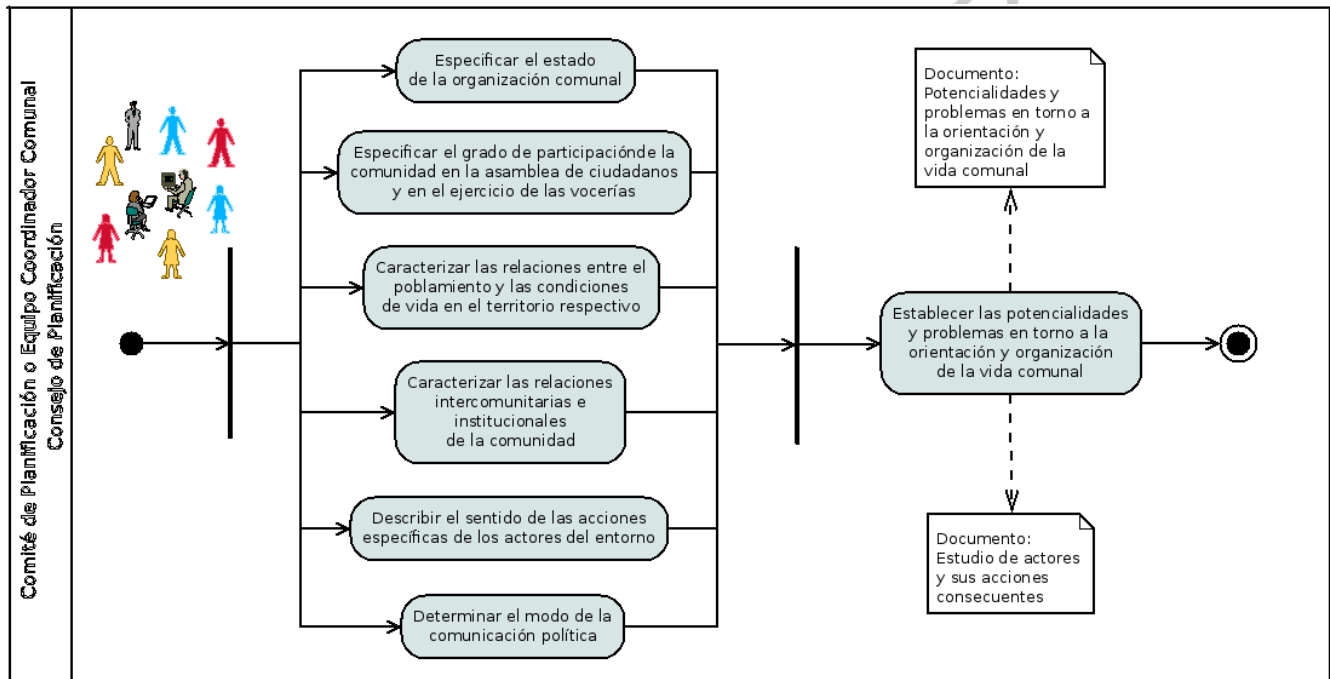 Comité de Planificación o Equipo Coordinador Comunal
Consejo de Planificación
Especificar el estado
de la organización comunal
Especificar el grado de participaciónde la
comunidad en la asamblea de ciudadanos
y en el ejercicio de las vocerías
Caracterizar las relaciones entre el
poblamiento y las condiciones
de vida en el territorio respectivo
Caracterizar las relaciones
intercomunitarias e
institucionales
de la comunidad
Describir el sentido de las acciones
específicas de los actores del entorno
Determinar el modo de la
comunicación política
Establecer las potencialidades
y problemas en torno a la
orientación y organización
de la vida comunal
Documento:
Potencialidades y
problemas en torno a
la orientación y
organización de la
vida comunal
Documento:
Estudio de actores
y sus acciones
consecuentes